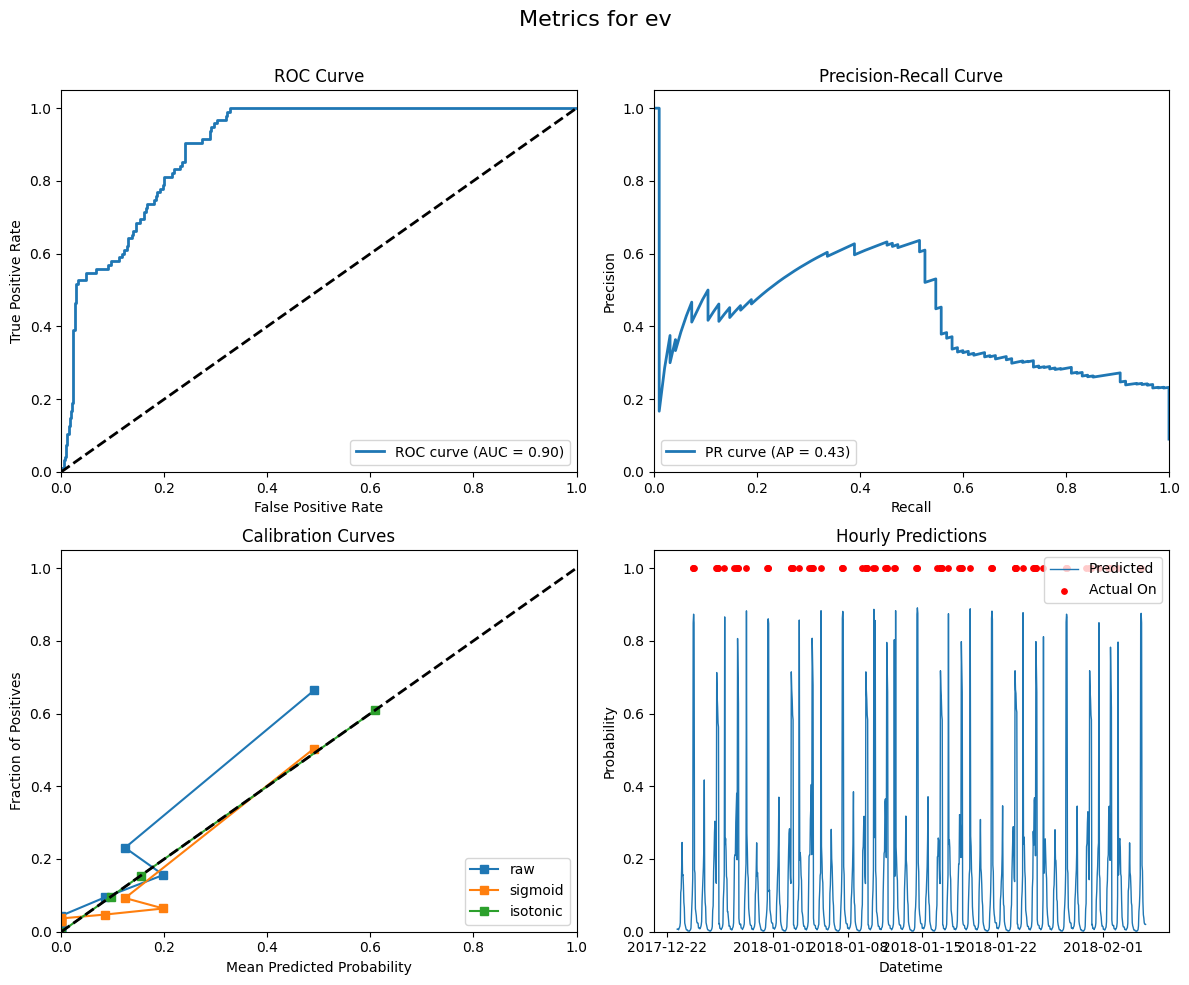 Metrics for ev
ROC Curve
1.0
0.8
0.6
0.4
0.2
0.0
True Positive Rate
0.0 0.2 0.4 0.6 0.8 1.0
False Positive Rate
ROC curve (AUC = 0.90)
Precision-Recall Curve
1.0
0.8
0.6
0.4
0.2
0.0
Precision
0.0 0.2 0.4 0.6 0.8 1.0
Recall
PR curve (AP = 0.43)
Calibration Curves
1.0
0.8
0.6
0.4
0.2
0.0
Fraction of Positives
0.0 0.2 0.4 0.6 0.8 1.0
Mean Predicted Probability
raw
sigmoid
isotonic
Hourly Predictions
1.0
0.8
0.6
0.4
0.2
0.0
Probability
2017-12-22 2018-01-01 2018-01-08 2018-01-15 2018-01-22 2018-02-01
Datetime
Predicted
Actual On